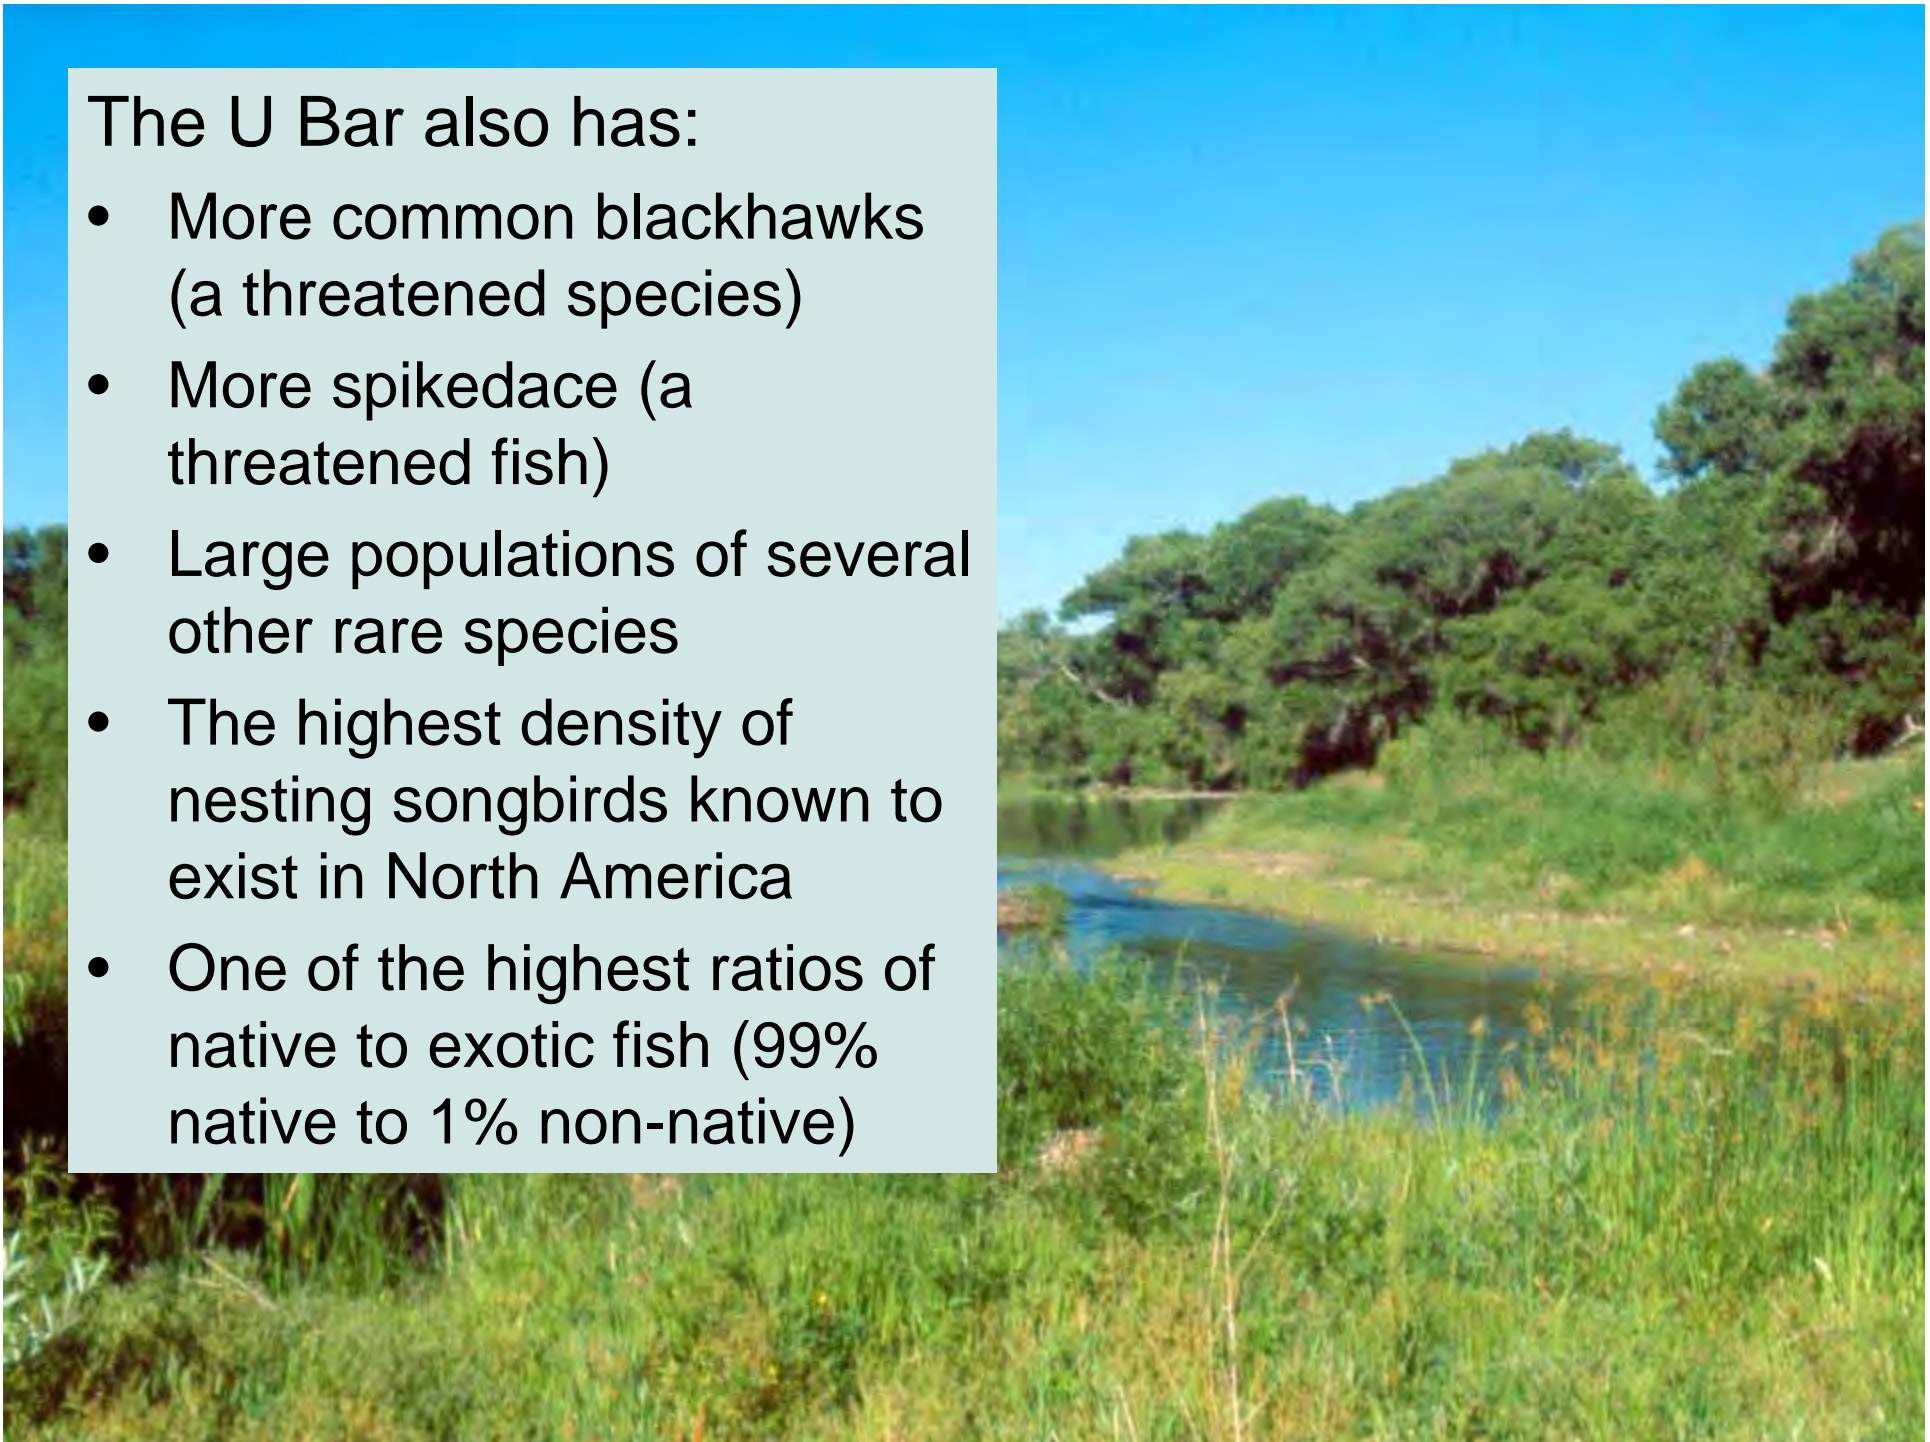 The U Bar also has:
• More common blackhawks
(a threatened species)
• More spikedace (a
threatened fish)
• Large populations of several
other rare species
• The highest density of
nesting songbirds known to
exist in North America
• One of the highest ratios of
native to exotic fish (99%
native to 1% non-native)